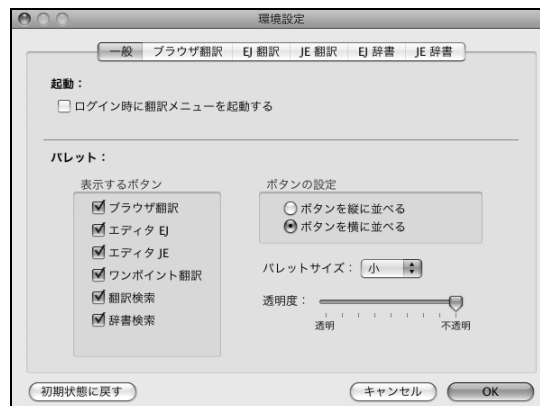 環境設定
一般 ブラウザ翻訳 EJ 翻訳 JE 翻訳 EJ 辞書 JE 辞書
起動：
ログイン時に翻訳メニューを起動する
パレット：
表示するボタン
ブラウザ翻訳
エディタ EJ
エディタ JE
ワンポイント翻訳
翻訳検索
辞書検索
ボタンの設定
ボタンを縦に並べる
ボタンを横に並べる
パレットサイズ： 小
透明度：
透明 不透明
初期状態に戻す キャンセル OK